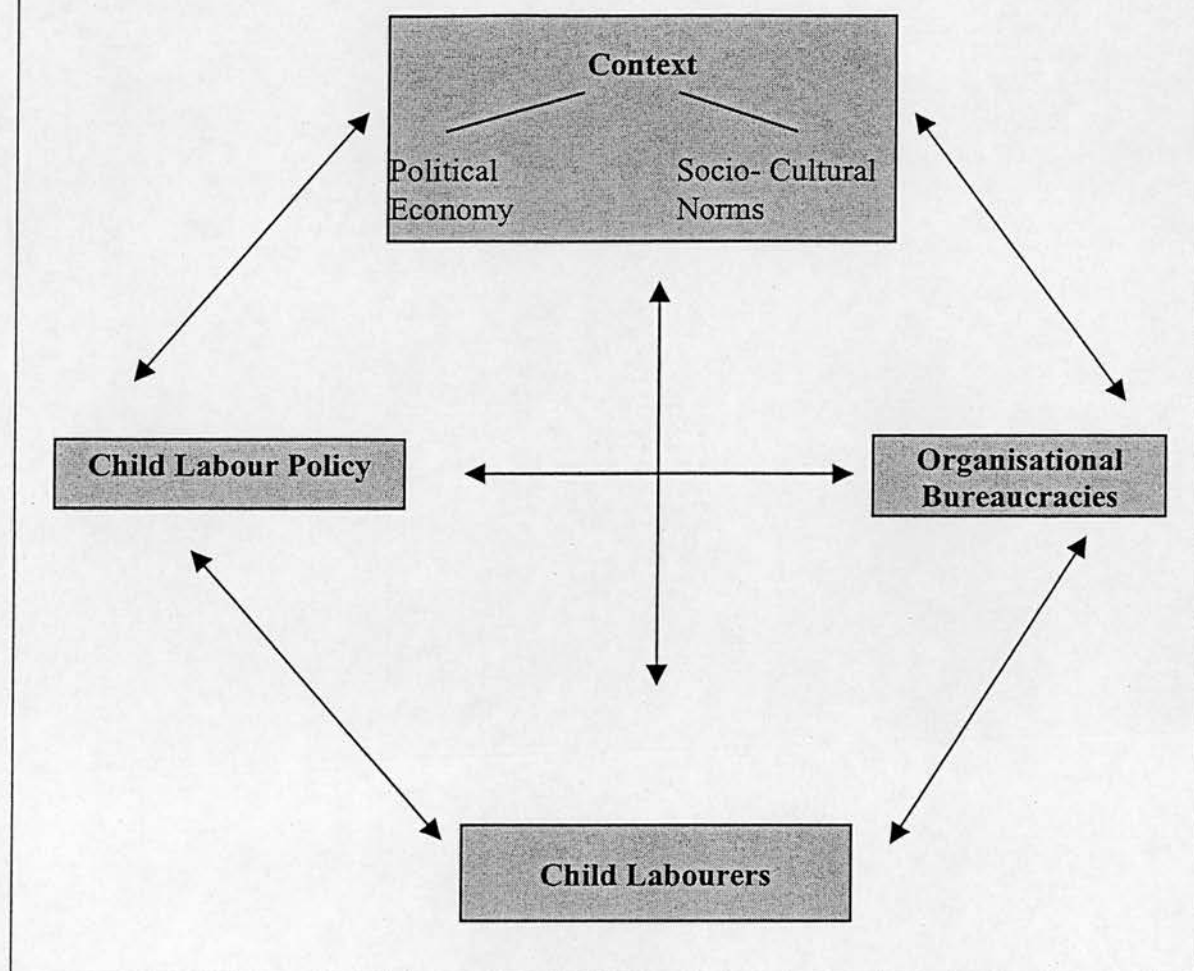 Context
Political
Economy
Socio- Cultural
Norms
Child Labour Policy
Organisational
Bureaucracies
Child Labourers